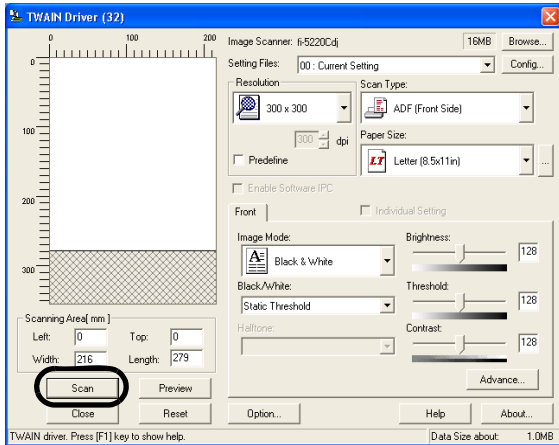 TWAIN Driver (32)
0 100 200
0
100
200
300
Image Scanner: fi-5220Cdj 16MB Browse...
Setting Files: 00 : Current Setting Config...
Resolution
300 x 300
300 dpi
Predefine
Scan Type:
ADF (Front Side)
Paper Size:
LT Letter (8.5x11in) ...
Enable Software IPC
Front Individual Setting
Image Mode:
Black & White
Black/White:
Static Threshold
Halftone:
Brightness:
128
Threshold:
128
Contrast:
128
Advance...
Scanning Area[ mm ]
Left: 0 Top: 0
Width: 216 Length: 279
Scan Preview
Close Reset Option... Help About...
TWAIN driver. Press [F1] key to show help. Data Size about: 1.0MB